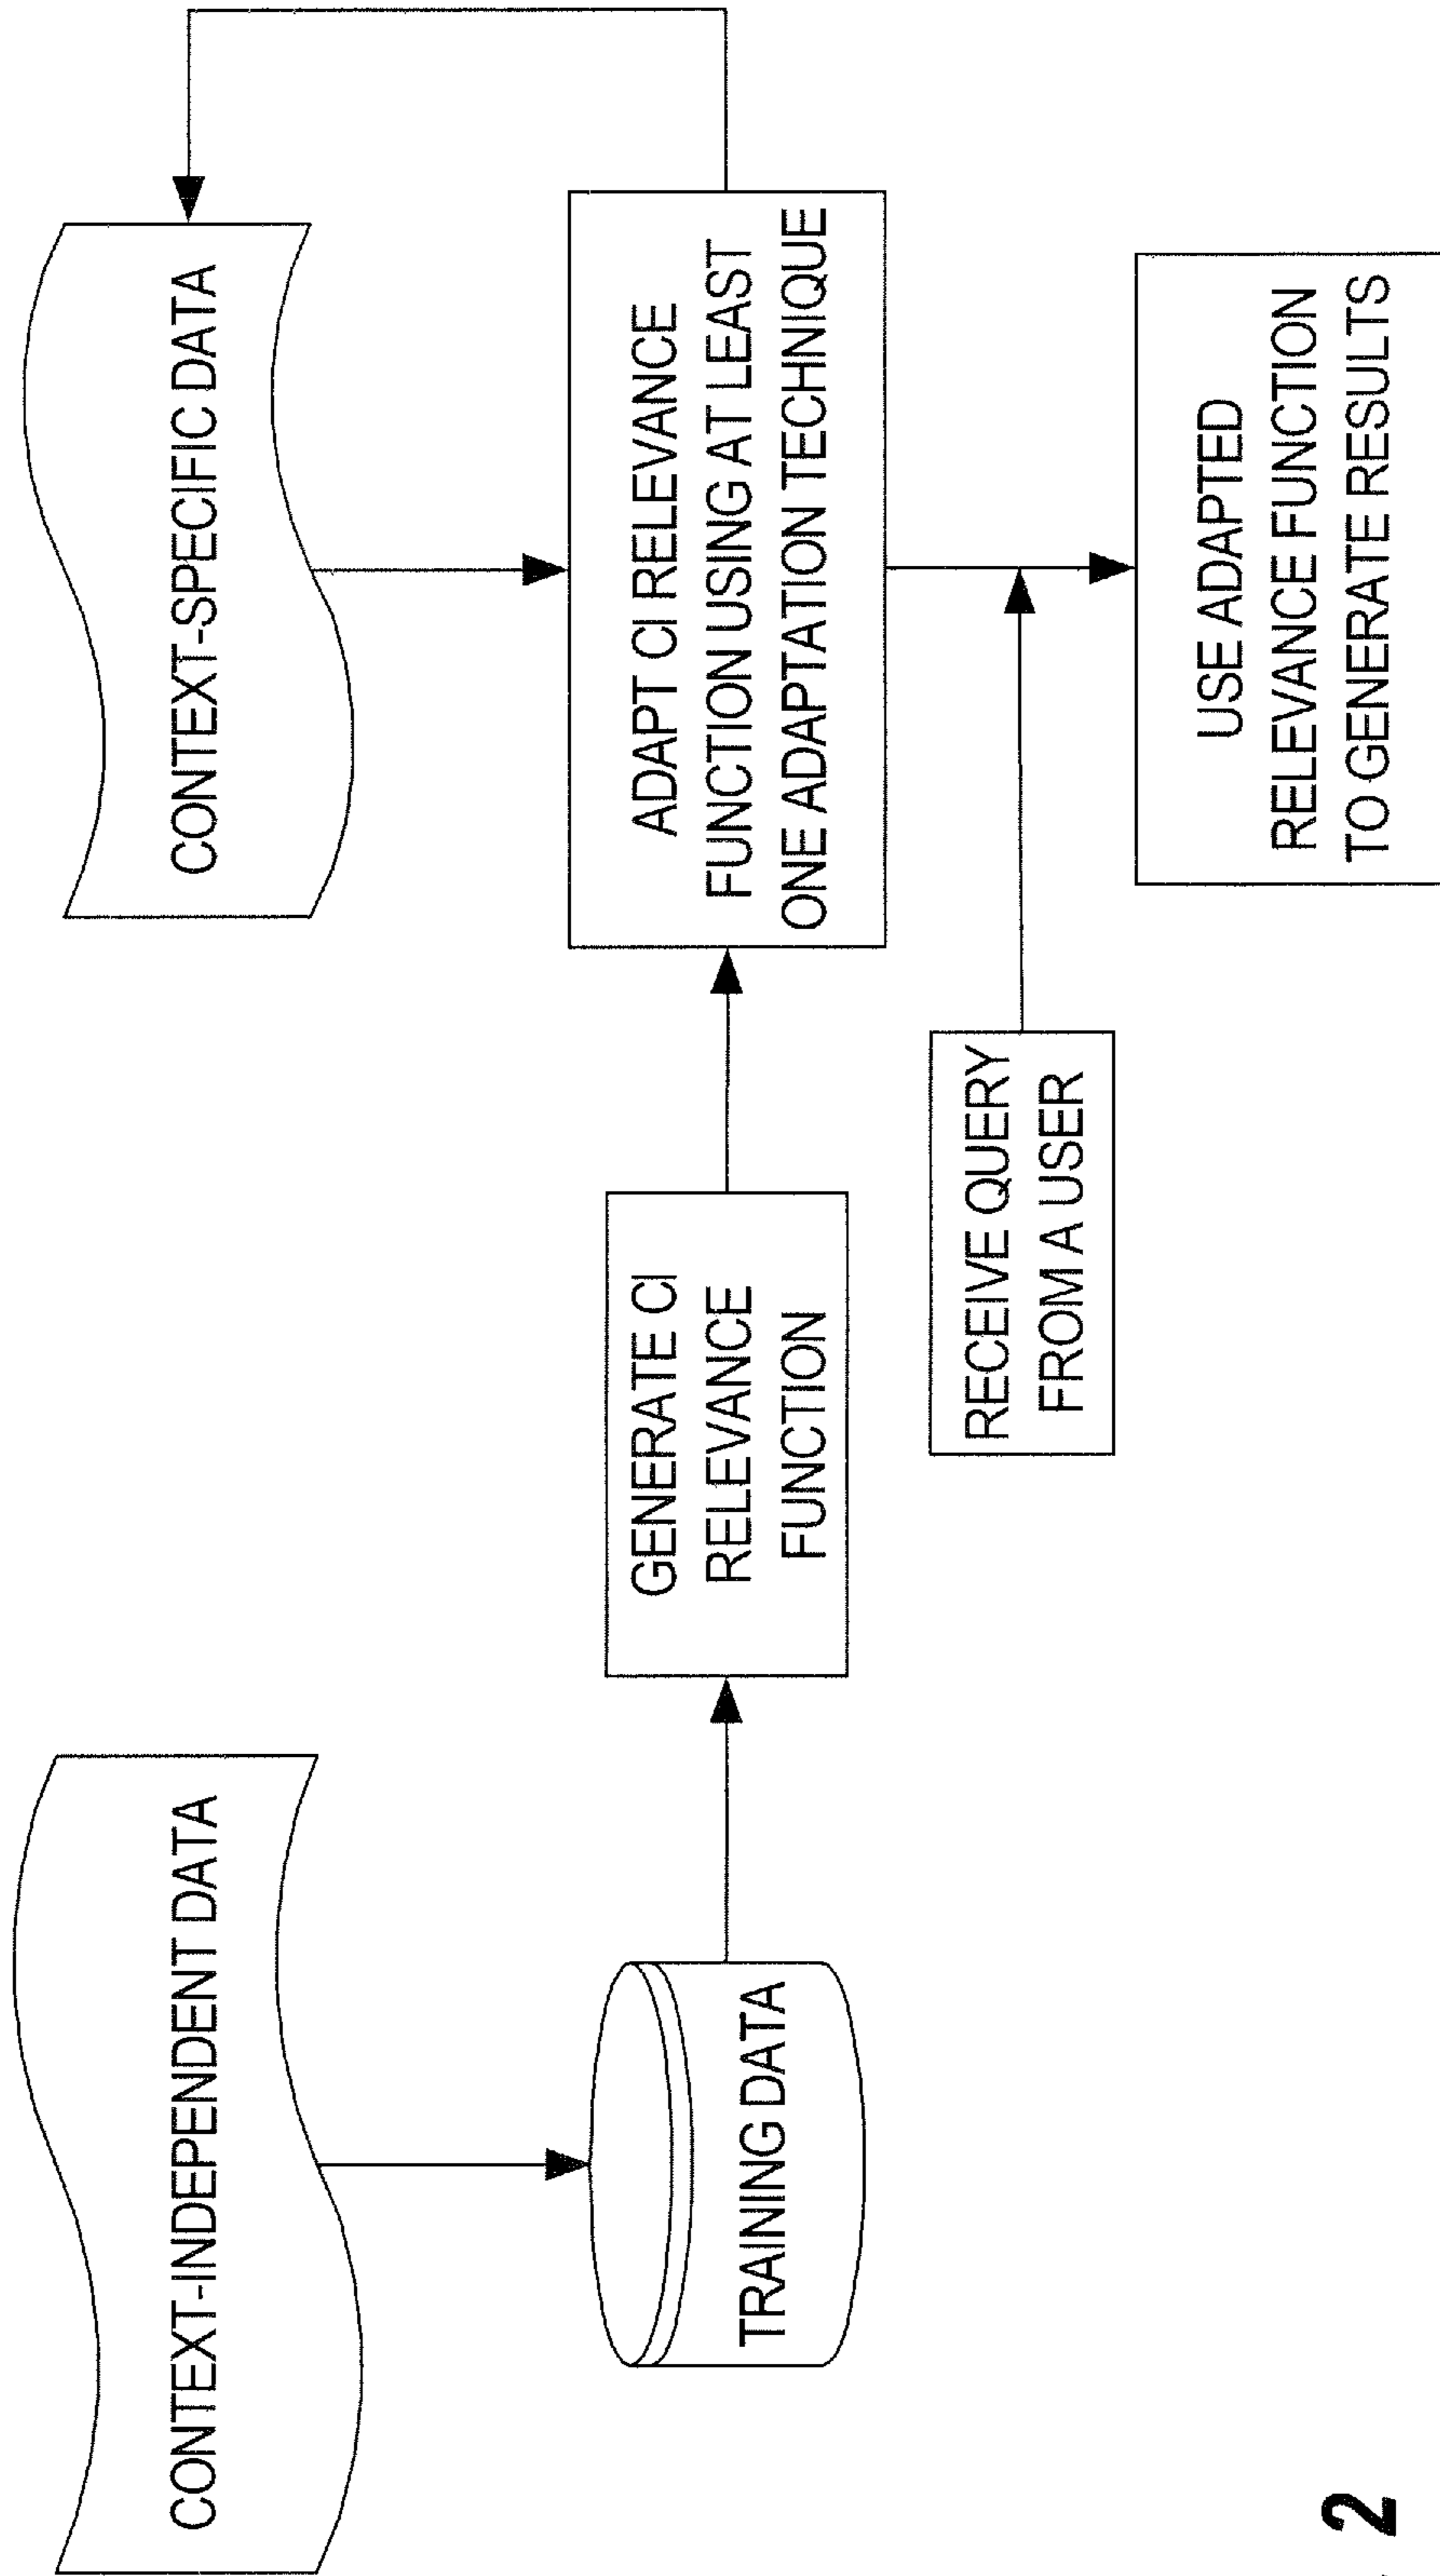 CONTEXT-INDEPENDENT DATA
CONTEXT-SPECIFIC DATA
TRAINING DATA
GENERATE CI
RELEVANCE
FUNCTION
ADAPT CI RELEVANCE
FUNCTION USING AT LEAST
ONE ADAPTATION TECHNIQUE
RECEIVE QUERY
FROM A USER
USE ADAPTED
RELEVANCE FUNCTION
TO GENERATE RESULTS
2